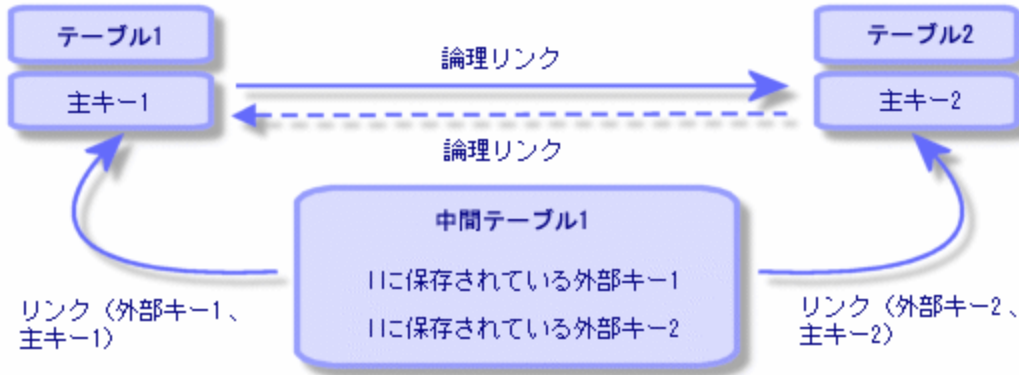 テーブル1
テーブル2
論理リンク
主キー1
主キー2
論理リンク
中間テーブル1
I1に保存されている外部キー1
I1に保存されている外部キー2
リンク（外部キー1、
主キー1）
リンク（外部キー2、
主キー2）